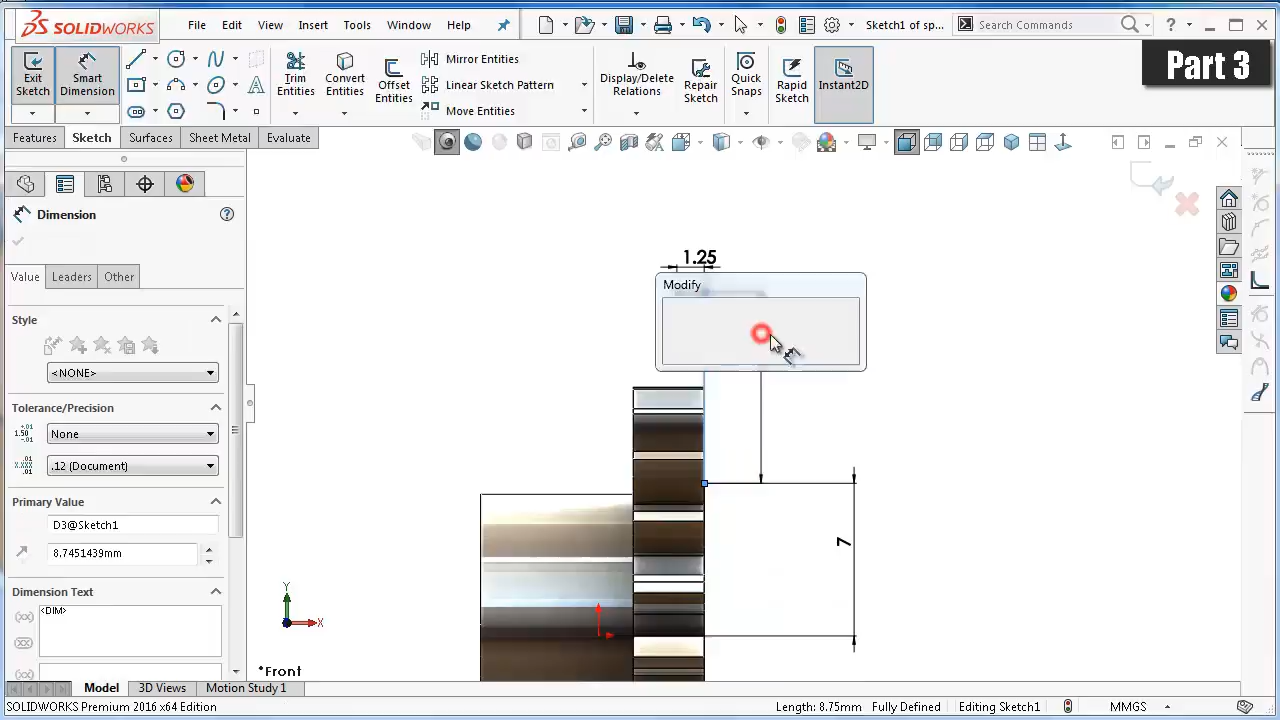 SOLIDWORKS
File Edit View Insert Tools Window Help
Sketch1 of sp...
Search Commands
Part 3
Exit Sketch
Smart Dimension
Trim Entities
Convert Entities
Offset Entities
Mirror Entities
Linear Sketch Pattern
Move Entities
Display/Delete Relations
Repair Sketch
Quick Snaps
Rapid Sketch
Instant2D
Features Sketch Surfaces Sheet Metal Evaluate
Dimension
Value Leaders Other
Style
<NONE>
Tolerance/Precision
None
.12 (Document)
Primary Value
D3@Sketch1
8.7451439mm
Dimension Text
<DIM>
1.25
Modify
7
Y
X
*Front
Model 3D Views Motion Study 1
SOLIDWORKS Premium 2016 x64 Edition
Length: 8.75mm Fully Defined Editing Sketch1 MMGS